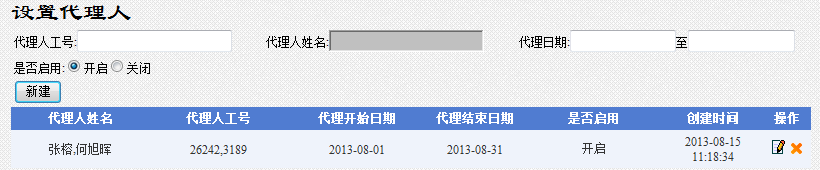 设置代理人
代理人工号: 代理人姓名: 代理日期: 至
是否启用: 开启 关闭
新建
代理人姓名 代理人工号 代理开始日期 代理结束日期 是否启用 创建时间 操作
张榕,何旭晖 26242,3189 2013-08-01 2013-08-31 开启 2013-08-15
11:18:34